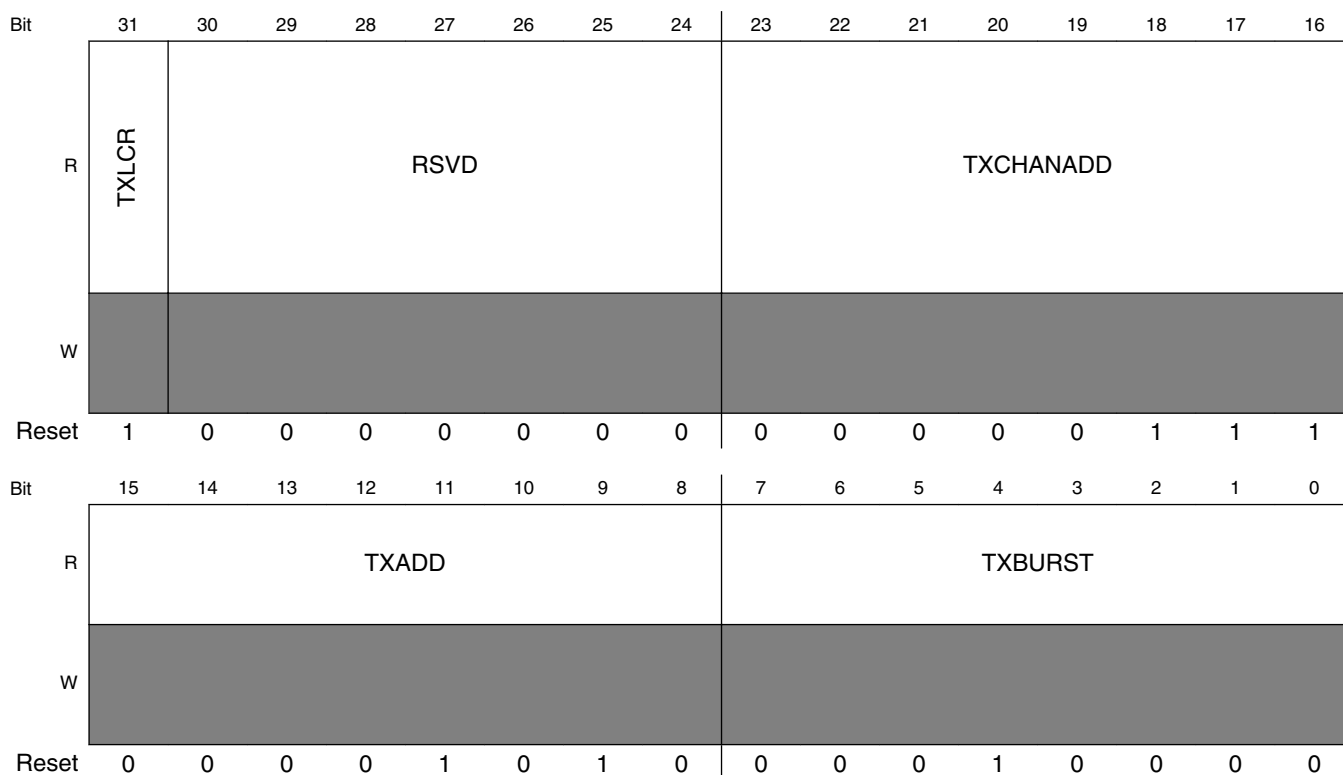 Bit 31 30 29 28 27 26 25 24 23 22 21 20 19 18 17 16
R TXLCR RSVD TXCHANADD
W
Reset 1 0 0 0 0 0 0 0 0 0 0 0 0 1 1 1
Bit 15 14 13 12 11 10 9 8 7 6 5 4 3 2 1 0
R TXADD TXBURST
W
Reset 0 0 0 0 1 0 1 0 0 0 0 1 0 0 0 0